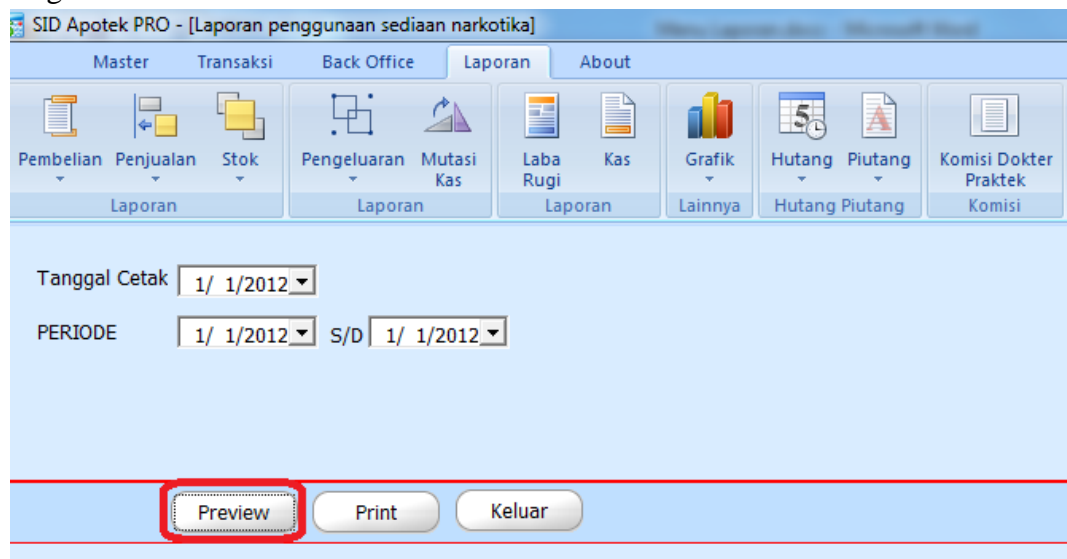 SID Apotek PRO - [Laporan penggunaan sediaan narkotika]
Master Transaksi Back Office Laporan About
Pembelian Penjualan Stok Pengeluaran Mutasi Kas Laba Rugi Kas Grafik Hutang Piutang Komisi Dokter Praktek
Laporan Laporan Laporan Lainnya Hutang Piutang Komisi
Tanggal Cetak 1/ 1/2012
PERIODE 1/ 1/2012 S/D 1/ 1/2012
Preview Print Keluar